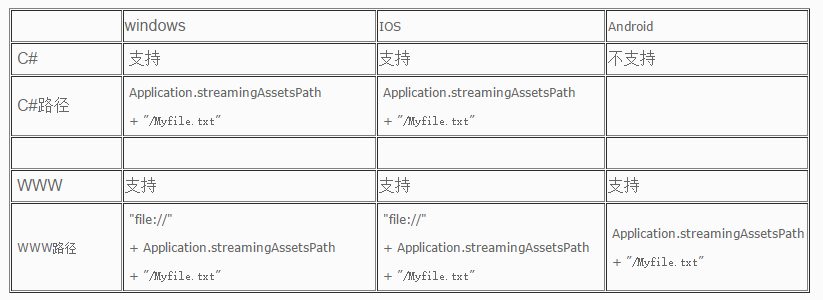 windows IOS Android
C# 支持 支持 不支持
C#路径 Application.streamingAssetsPath Application.streamingAssetsPath
+ "/Myfile.txt" + "/Myfile.txt"
WWW 支持 支持 支持
WWW路径 "file://" "file://" Application.streamingAssetsPath
+ Application.streamingAssetsPath + Application.streamingAssetsPath + "/Myfile.txt"
+ "/Myfile.txt" + "/Myfile.txt"